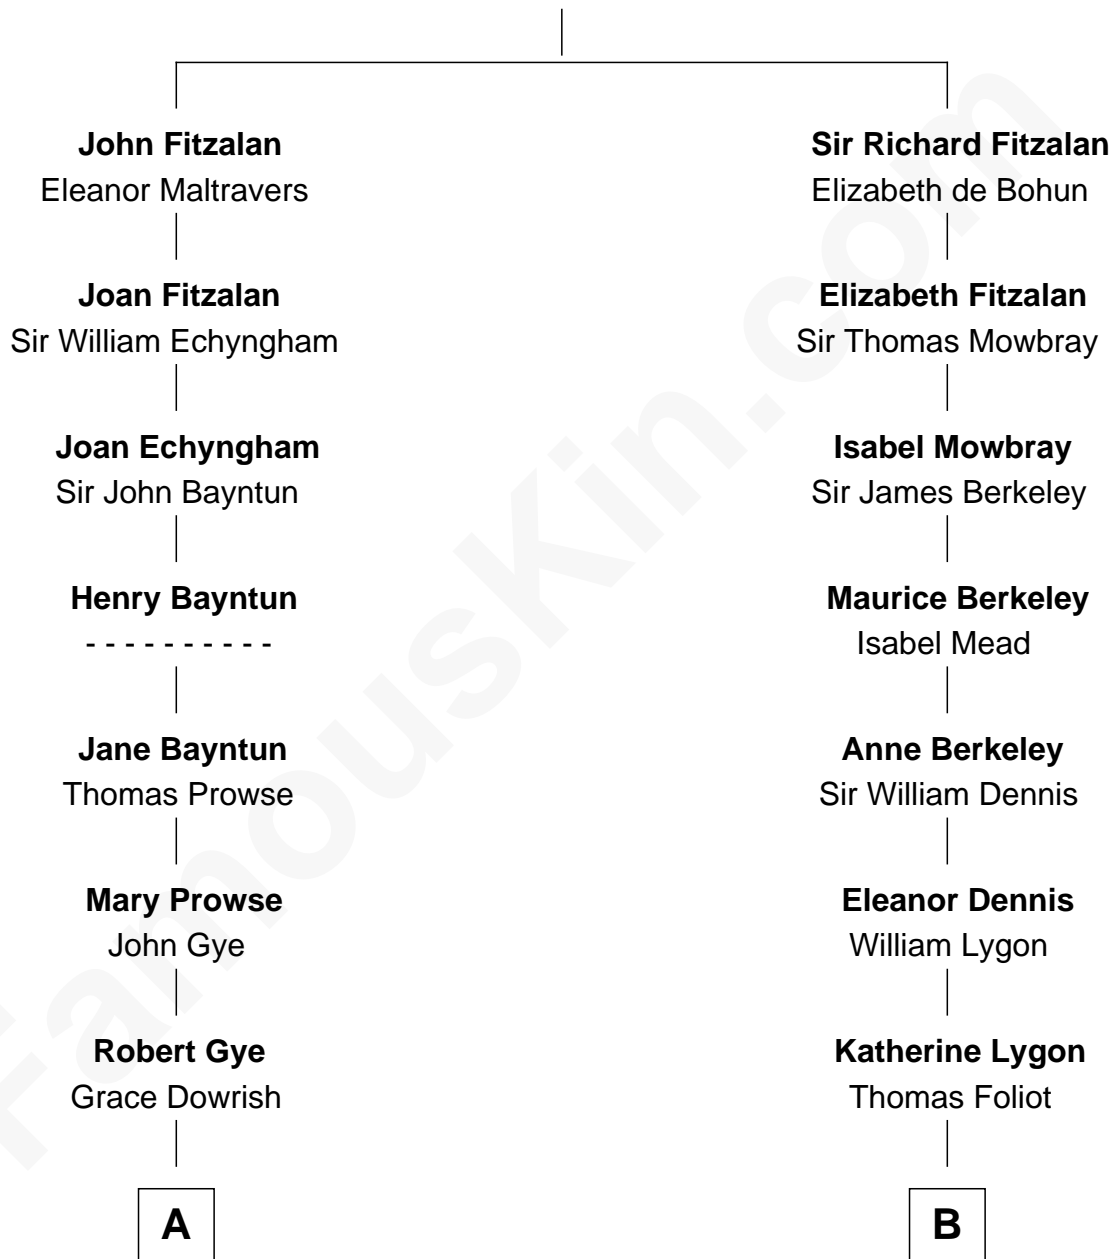 John Fitzalan
Eleanor Maltravers
Joan Fitzalan
Sir William Echyngham
Joan Echyngham
Sir John Bayntun
Henry Bayntun
- - - - - - - - - -
Jane Bayntun
Thomas Prowse
Mary Prowse
John Gye
Robert Gye
Grace Dowrish
A
Sir Richard Fitzalan
Elizabeth de Bohun
Elizabeth Fitzalan
Sir Thomas Mowbray
Isabel Mowbray
Sir James Berkeley
Maurice Berkeley
Isabel Mead
Anne Berkeley
Sir William Dennis
Eleanor Dennis
William Lygon
Katherine Lygon
Thomas Foliot
B
FamousKin.com